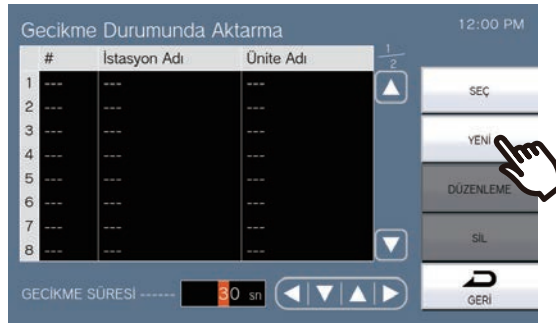 Gecikme Durumunda Aktarma
12:00 PM
# İstasyon Adı Ünite Adı
1/2
1 --- --- ---
2 --- --- ---
3 --- --- ---
4 --- --- ---
5 --- --- ---
6 --- --- ---
7 --- --- ---
8 --- --- ---
SEÇ
YENİ
DÜZENLEME
SİL
GERİ
GECİKME SÜRESİ ------ 30 sn